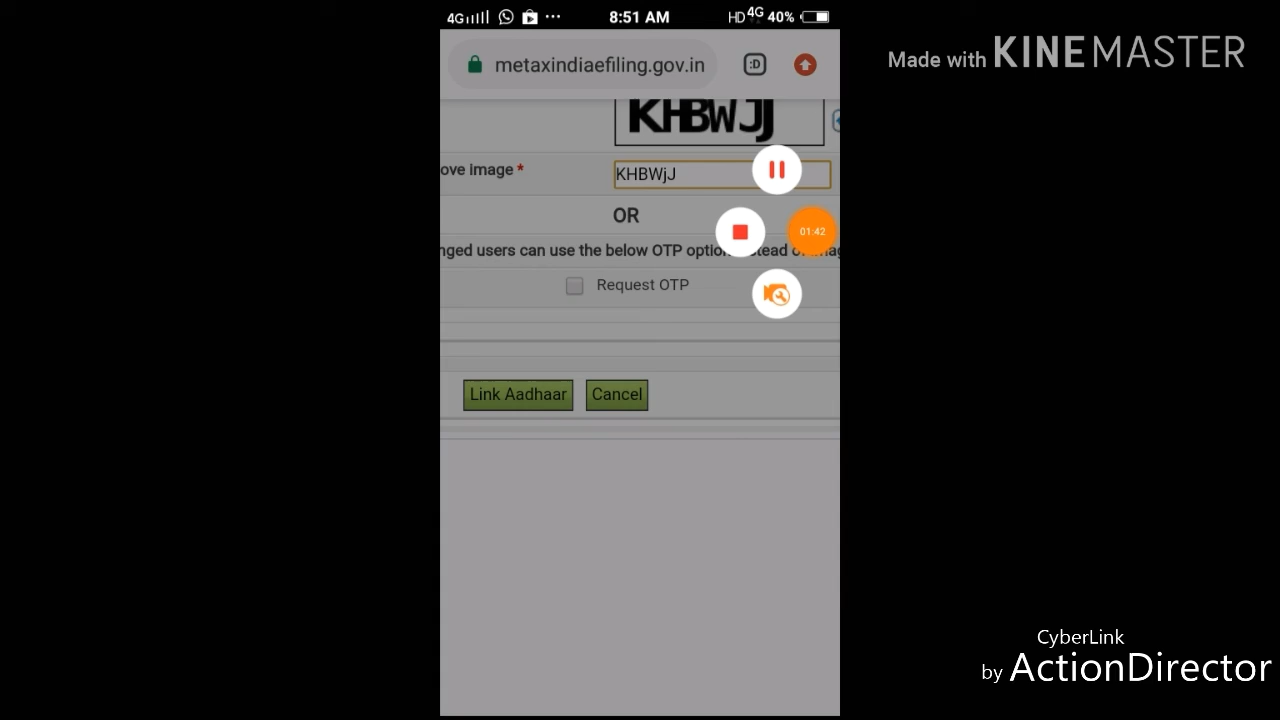 4G 8:51 AM HD 4G 40%
Made with KINEMASTER
metaxindiaefiling.gov.in :D
KHBWJJ
ove image *
KHBWjJ
OR
01:42
nged users can use the below OTP option
Request OTP
Link Aadhaar Cancel
CyberLink
by ActionDirector